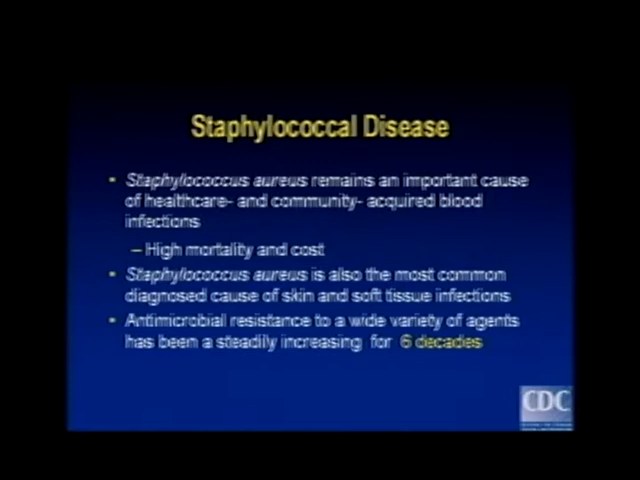 Staphylococcal Disease
• Staphylococcus aureus remains an important cause
of healthcare- and community- acquired blood
infections
– High mortality and cost
• Staphylococcus aureus is also the most common
diagnosed cause of skin and soft tissue infections
• Antimicrobial resistance to a wide variety of agents
has been a steadily increasing for 6 decades
CDC